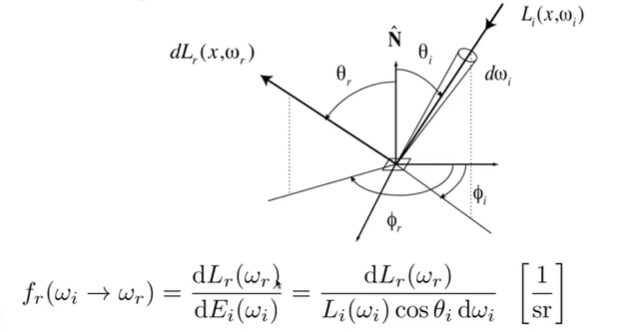 L_i(x,ω_i)
dL_r(x,ω_r)
N̂
θ_i
θ_r
dω_i
ϕ_i
ϕ_r
f_r(ω_i → ω_r) = dL_r(ω_r) / dE_i(ω_i) = dL_r(ω_r) / L_i(ω_i) cos θ_i dω_i [1/sr]